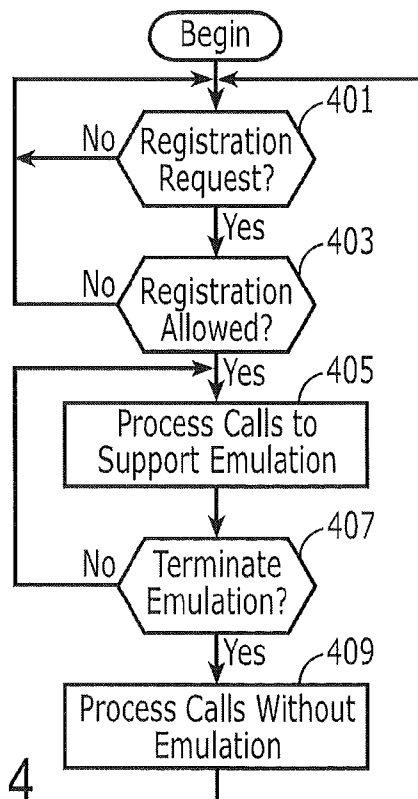 Begin
401
No
Registration
Request?
Yes
403
No
Registration
Allowed?
Yes
405
Process Calls to
Support Emulation
407
No
Terminate
Emulation?
Yes
409
Process Calls Without
Emulation
4